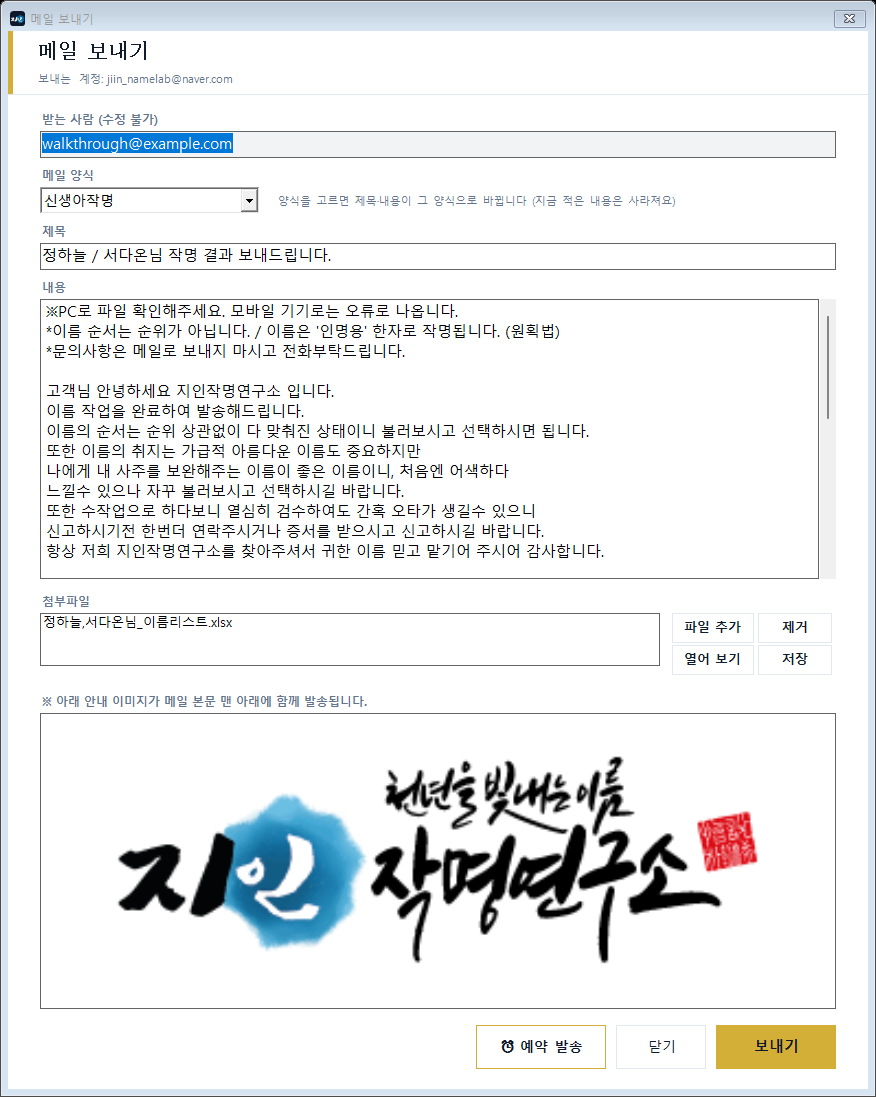 지인 메일 보내기
메일 보내기
보내는 계정: jiin_namelab@naver.com
받는 사람 (수정 불가)
walkthrough@example.com
메일 양식
신생아작명
양식을 고르면 제목·내용이 그 양식으로 바뀝니다 (지금 적은 내용은 사라져요)
제목
정하늘 / 서다온님 작명 결과 보내드립니다.
내용
※PC로 파일 확인해주세요. 모바일 기기로는 오류로 나옵니다.
*이름 순서는 순위가 아닙니다. / 이름은 '인명용' 한자로 작명됩니다. (원획법)
*문의사항은 메일로 보내지 마시고 전화부탁드립니다.
고객님 안녕하세요 지인작명연구소 입니다.
이름 작업을 완료하여 발송해드립니다.
이름의 순서는 순위 상관없이 다 맞춰진 상태이니 불러보시고 선택하시면 됩니다.
또한 이름의 취지는 가급적 아름다운 이름도 중요하지만
나에게 내 사주를 보완해주는 이름이 좋은 이름이니, 처음엔 어색하다
느낄수 있으나 자꾸 불러보시고 선택하시길 바랍니다.
또한 수작업으로 하다보니 열심히 검수하여도 간혹 오타가 생길수 있으니
신고하시기전 한번더 연락주시거나 증서를 받으시고 신고하시길 바랍니다.
항상 저희 지인작명연구소를 찾아주셔서 귀한 이름 믿고 맡기어 주시어 감사합니다.
첨부파일
정하늘,서다온님_이름리스트.xlsx
파일 추가
제거
열어 보기
저장
※ 아래 안내 이미지가 메일 본문 맨 아래에 함께 발송됩니다.
천년을 빛내는 이름
지인 작명연구소
예약 발송
닫기
보내기